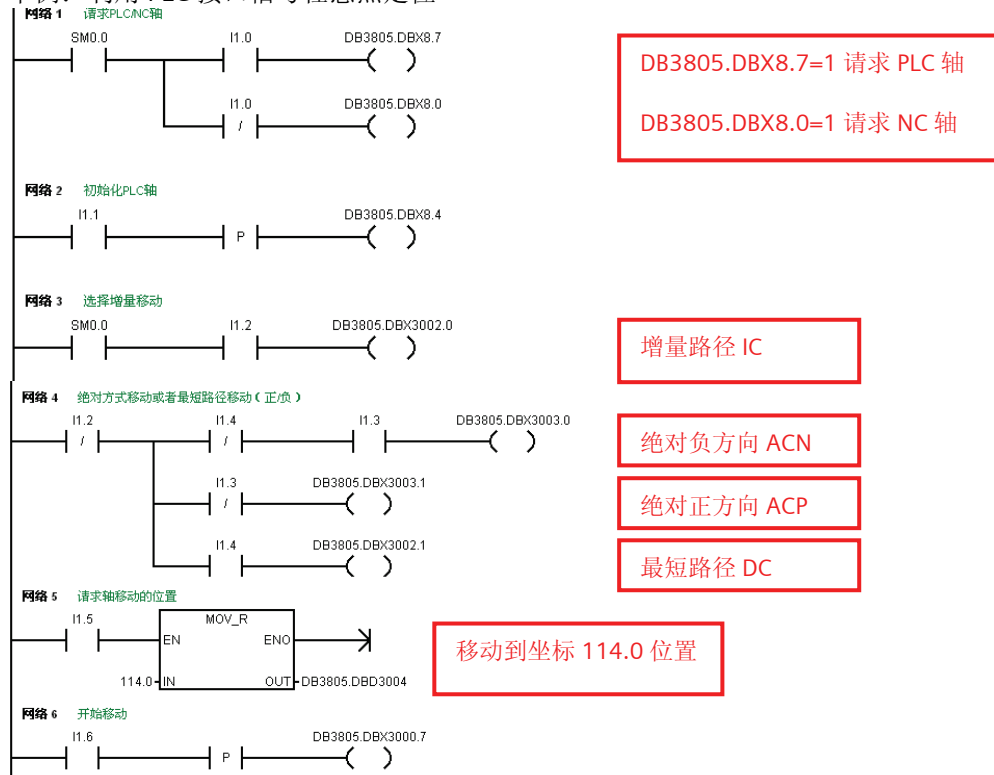 网络 1 请求PLC/NC轴
SM0.0 I1.0 DB3805.DBX8.7
I1.0 DB3805.DBX8.0
/
DB3805.DBX8.7=1 请求 PLC 轴
DB3805.DBX8.0=1 请求 NC 轴
网络 2 初始化PLC轴
I1.1 DB3805.DBX8.4
P
网络 3 选择增量移动
SM0.0 I1.2 DB3805.DBX3002.0
增量路径 IC
网络 4 绝对方式移动或者最短路径移动（正/负）
I1.2 I1.4 I1.3 DB3805.DBX3003.0
/ /
绝对负方向 ACN
I1.3 DB3805.DBX3003.1
/
绝对正方向 ACP
I1.4 DB3805.DBX3002.1
最短路径 DC
网络 5 请求轴移动的位置
I1.5 MOV_R
EN ENO
114.0 IN OUT DB3805.DBD3004
移动到坐标 114.0 位置
网络 6 开始移动
I1.6 DB3805.DBX3000.7
P